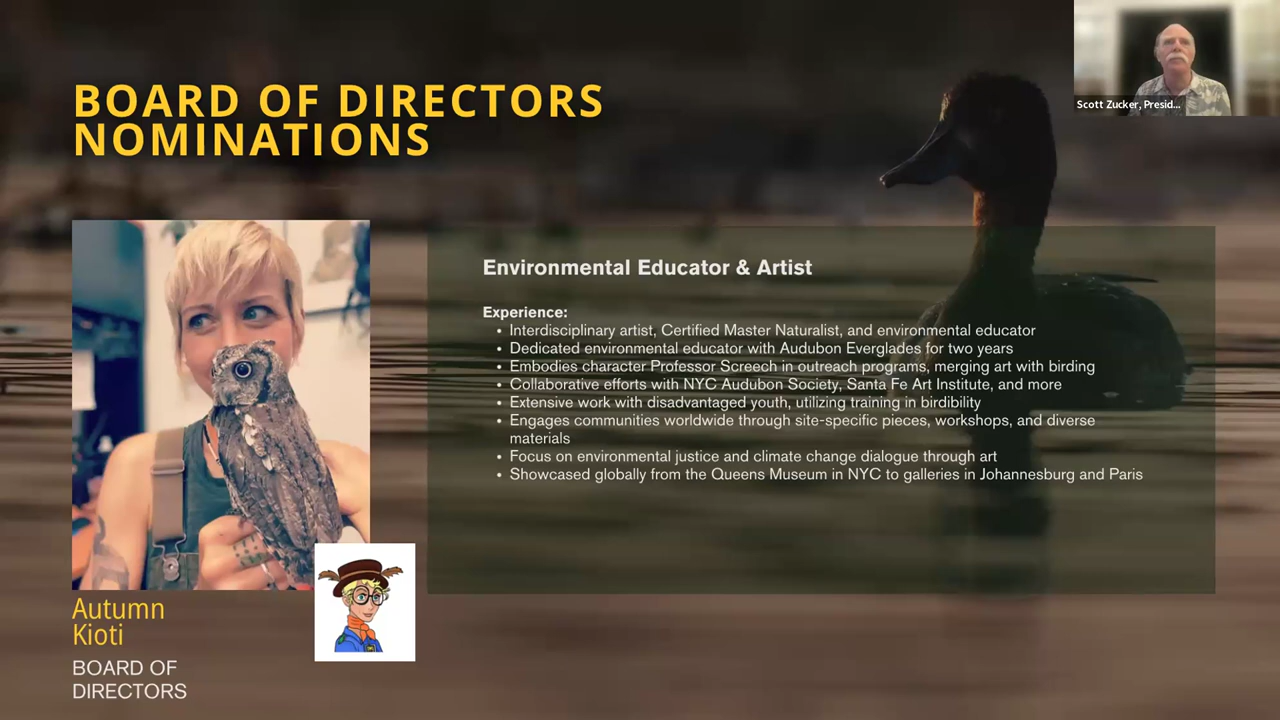 BOARD OF DIRECTORS
NOMINATIONS
Scott Zucker, Presid...
Environmental Educator & Artist
Experience:
• Interdisciplinary artist, Certified Master Naturalist, and environmental educator
• Dedicated environmental educator with Audubon Everglades for two years
• Embodies character Professor Screech in outreach programs, merging art with birding
• Collaborative efforts with NYC Audubon Society, Santa Fe Art Institute, and more
• Extensive work with disadvantaged youth, utilizing training in birdibility
• Engages communities worldwide through site-specific pieces, workshops, and diverse
materials
• Focus on environmental justice and climate change dialogue through art
• Showcased globally from the Queens Museum in NYC to galleries in Johannesburg and Paris
Autumn
Kioti
BOARD OF
DIRECTORS